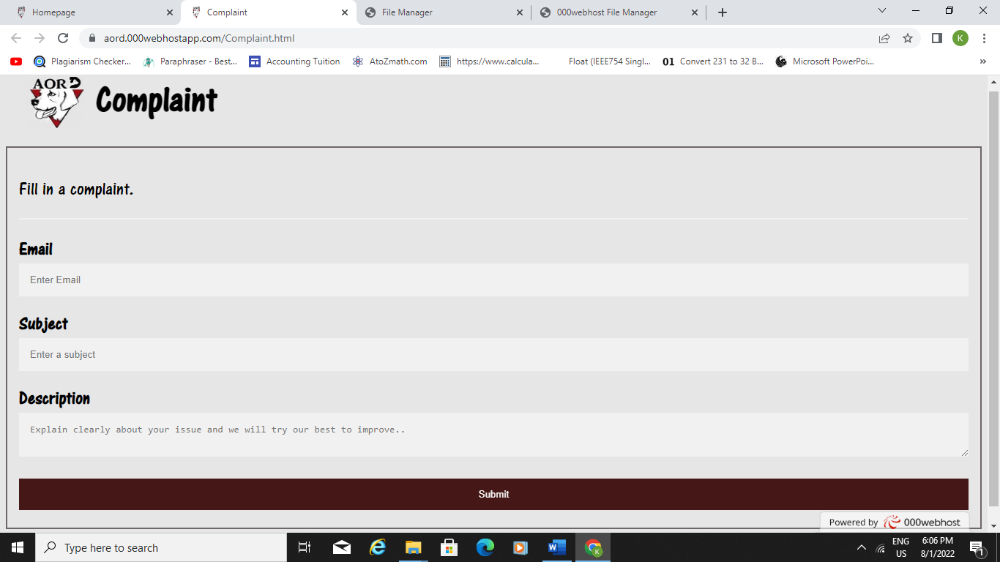 Homepage
Complaint
File Manager
000webhost File Manager
aord.000webhostapp.com/Complaint.html
K
Plagiarism Checker...
Paraphraser - Best...
Accounting Tuition
AtoZmath.com
https://www.calcula...
Float (IEEE754 Singl...
01 Convert 231 to 32 B...
Microsoft PowerPoi...
»
AORD
Complaint
Fill in a complaint.
Email
Enter Email
Subject
Enter a subject
Description
Explain clearly about your issue and we will try our best to improve..
Submit
Powered by 000webhost
Type here to search
ENG
US
6:06 PM
8/1/2022
1